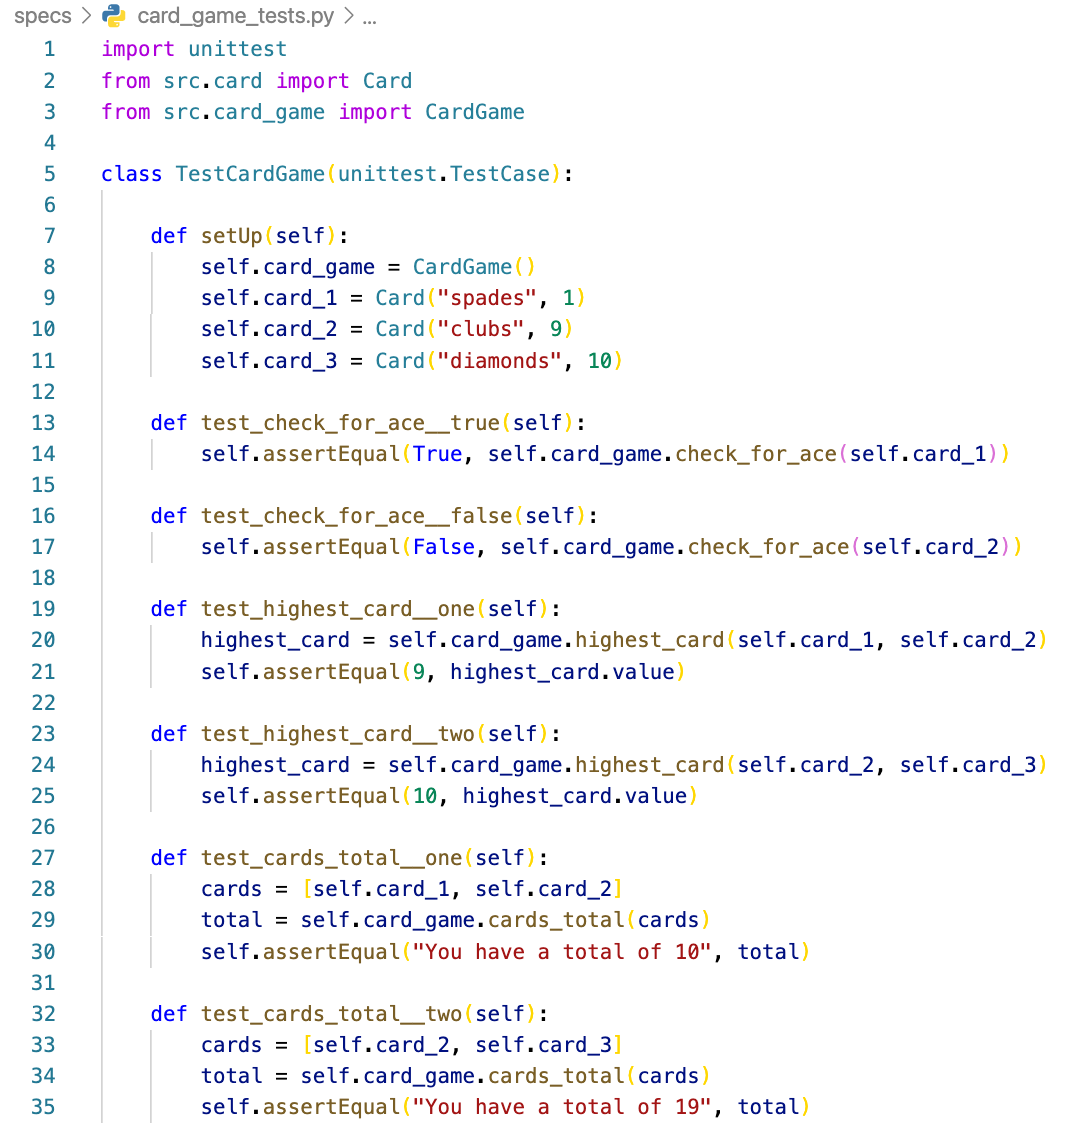 specs > card_game_tests.py > ...
1 import unittest
2 from src.card import Card
3 from src.card_game import CardGame
4
5 class TestCardGame(unittest.TestCase):
6
7     def setUp(self):
8         self.card_game = CardGame()
9         self.card_1 = Card("spades", 1)
10         self.card_2 = Card("clubs", 9)
11         self.card_3 = Card("diamonds", 10)
12
13     def test_check_for_ace__true(self):
14         self.assertEqual(True, self.card_game.check_for_ace(self.card_1))
15
16     def test_check_for_ace__false(self):
17         self.assertEqual(False, self.card_game.check_for_ace(self.card_2))
18
19     def test_highest_card__one(self):
20         highest_card = self.card_game.highest_card(self.card_1, self.card_2)
21         self.assertEqual(9, highest_card.value)
22
23     def test_highest_card__two(self):
24         highest_card = self.card_game.highest_card(self.card_2, self.card_3)
25         self.assertEqual(10, highest_card.value)
26
27     def test_cards_total__one(self):
28         cards = [self.card_1, self.card_2]
29         total = self.card_game.cards_total(cards)
30         self.assertEqual("You have a total of 10", total)
31
32     def test_cards_total__two(self):
33         cards = [self.card_2, self.card_3]
34         total = self.card_game.cards_total(cards)
35         self.assertEqual("You have a total of 19", total)